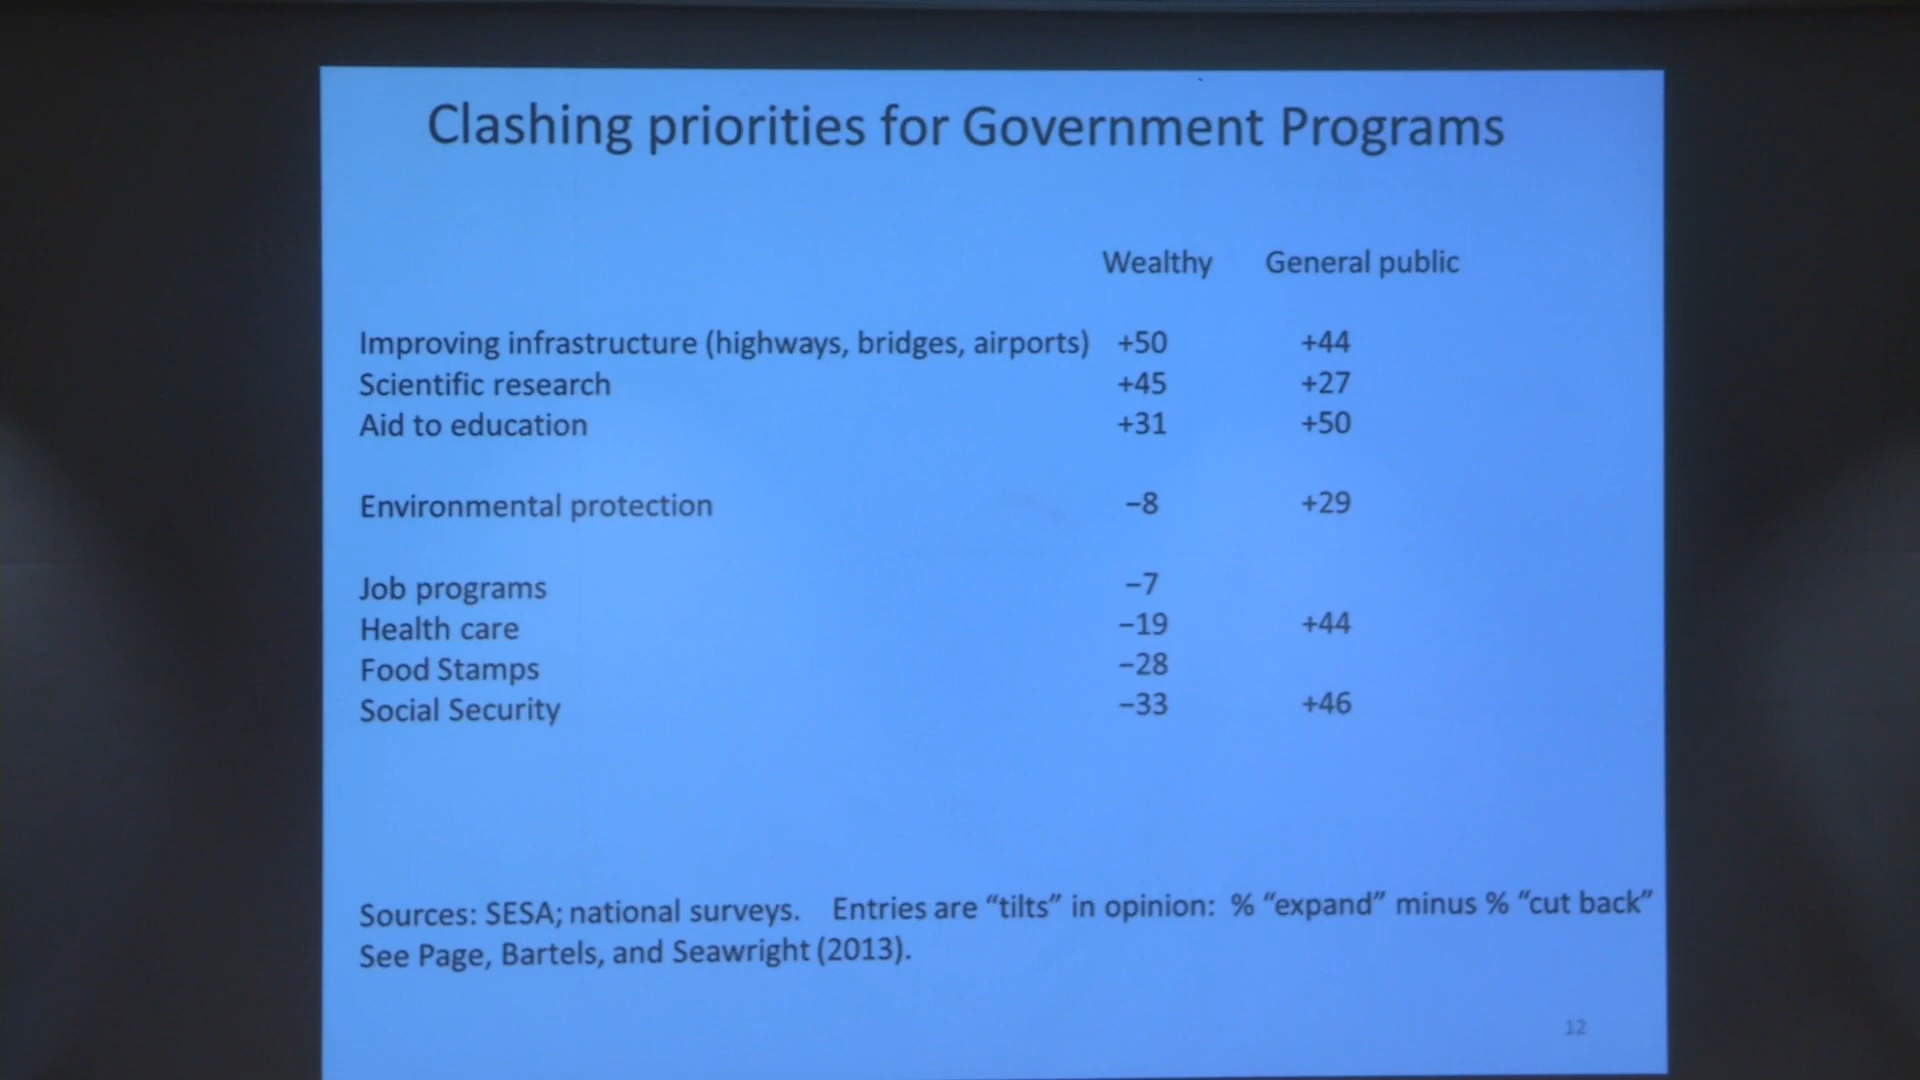 Clashing priorities for Government Programs
Wealthy General public
Improving infrastructure (highways, bridges, airports) +50 +44
Scientific research +45 +27
Aid to education +31 +50
Environmental protection −8 +29
Job programs −7
Health care −19 +44
Food Stamps −28
Social Security −33 +46
Sources: SESA; national surveys. Entries are “tilts” in opinion: % “expand” minus % “cut back”
See Page, Bartels, and Seawright (2013).
12